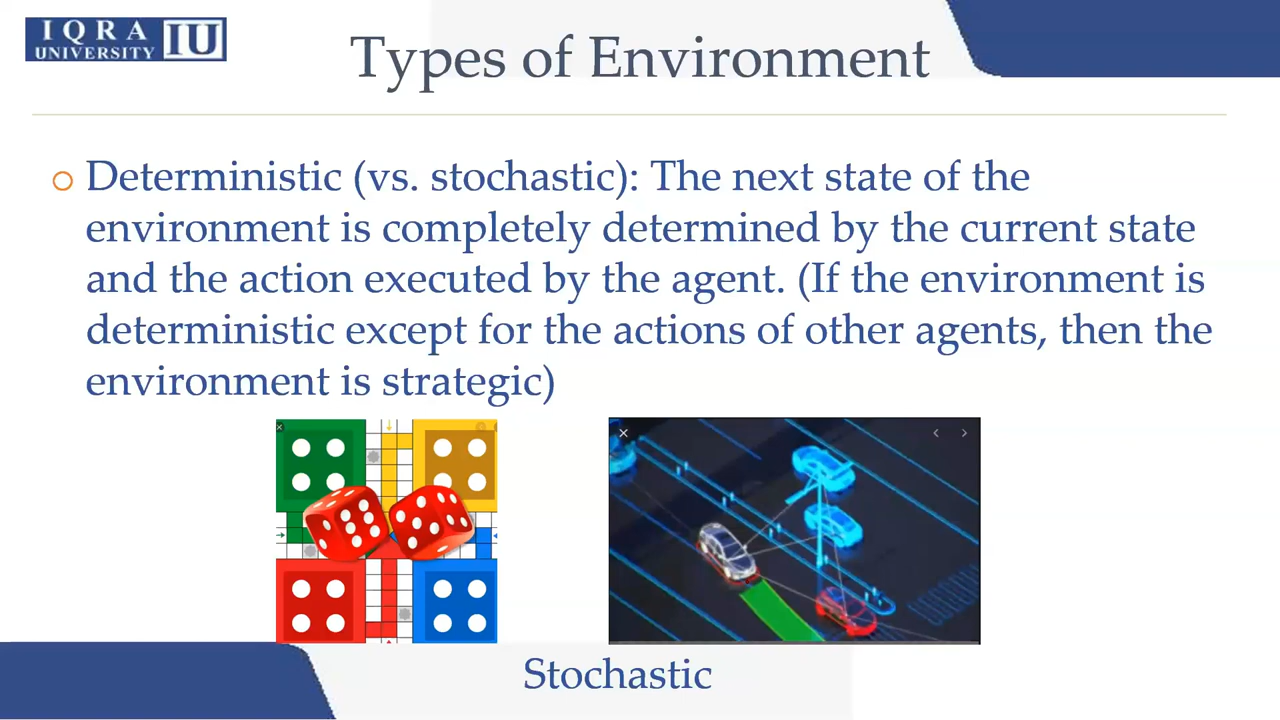 IQRA
UNIVERSITY IU
Types of Environment
Deterministic (vs. stochastic): The next state of the
environment is completely determined by the current state
and the action executed by the agent. (If the environment is
deterministic except for the actions of other agents, then the
environment is strategic)
Stochastic